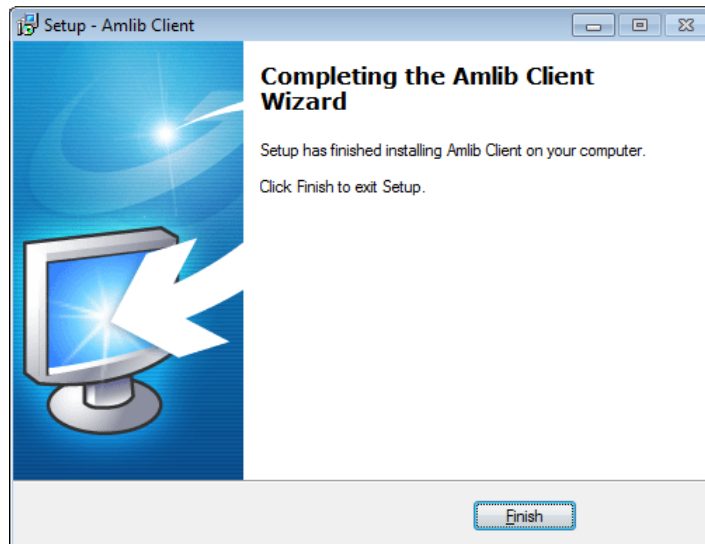 Setup - Amlib Client
Completing the Amlib Client
Wizard
Setup has finished installing Amlib Client on your computer.
Click Finish to exit Setup.
Finish